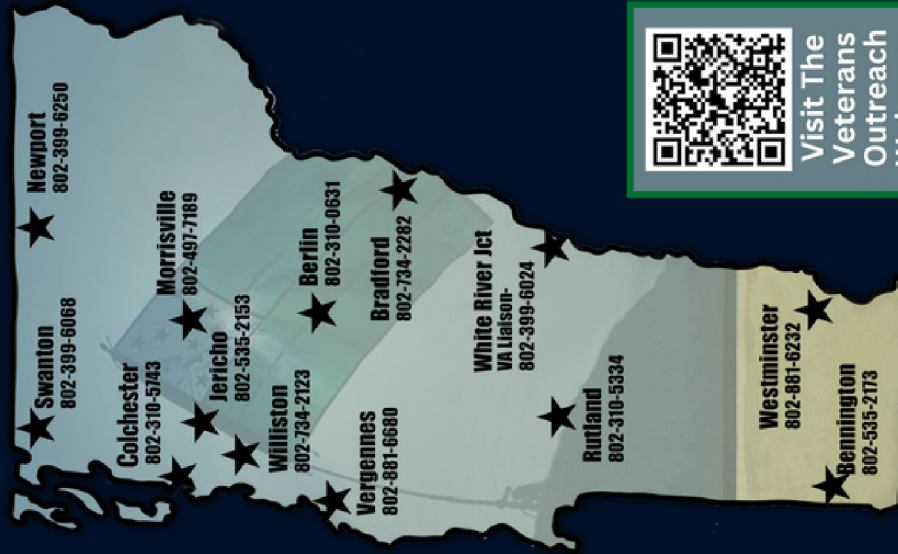 Newport
802-399-6250
Swanton
802-399-6068
Morrisville
802-497-7189
Colchester
802-310-5743
Jericho
802-535-2153
Berlin
802-310-0631
Williston
802-734-2123
Bradford
802-734-2282
Vergennes
802-881-6680
White River Jct
VA Liaison-
802-399-6024
Rutland
802-310-5334
Westminster
802-881-6232
Bennington
802-535-2173
Visit The
Veterans
Outreach